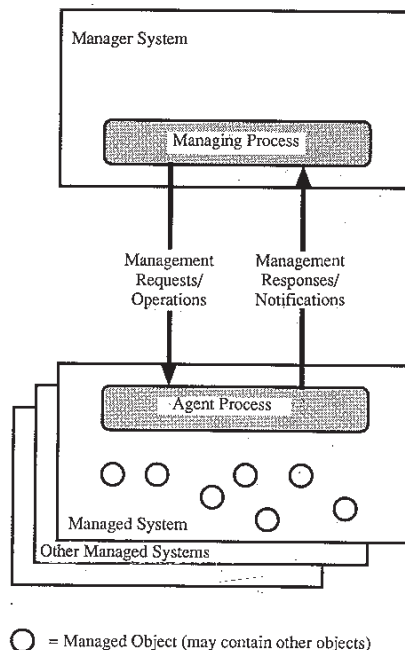 Manager System
Managing Process
Management
Requests/
Operations
Management
Responses/
Notifications
Agent Process
Managed System
Other Managed Systems
= Managed Object (may contain other objects)